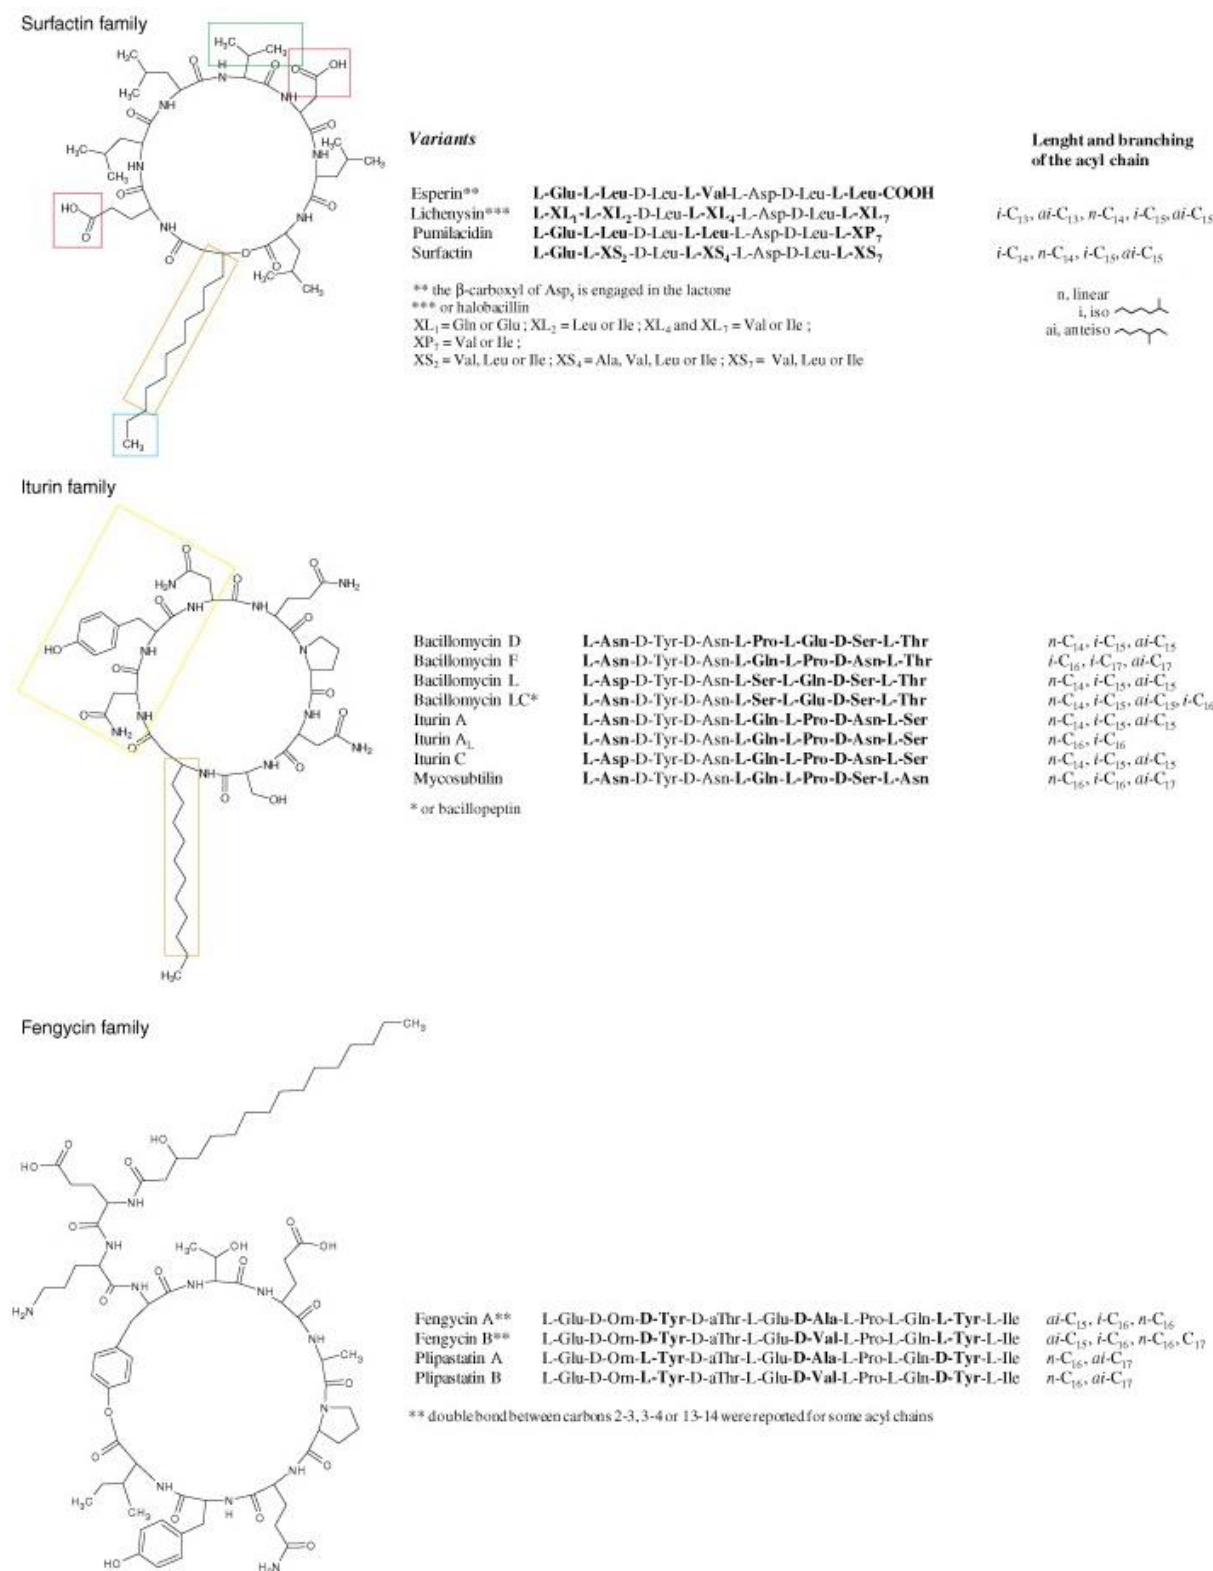 Surfactin family
Variants
Lenght and branching
of the acyl chain
Esperin** L-Glu-L-Leu-D-Leu-L-Val-L-Asp-D-Leu-L-Leu-COOH
Lichenysin*** L-XL₁-L-XL₂-D-Leu-L-XL₄-L-Asp-D-Leu-L-XL₇ i-C₁₃, ai-C₁₃, n-C₁₄, i-C₁₅, ai-C₁₅
Pumilacidin L-Glu-L-Leu-D-Leu-L-Leu-L-Asp-D-Leu-L-XP₇
Surfactin L-Glu-L-XS₂-D-Leu-L-XS₄-L-Asp-D-Leu-L-XS₇ i-C₁₄, n-C₁₄, i-C₁₅, ai-C₁₅
** the β-carboxyl of Asp₅ is engaged in the lactone
*** or halobacillin
XL₁ = Gln or Glu ; XL₂ = Leu or Ile ; XL₄ and XL₇ = Val or Ile ;
XP₇ = Val or Ile ;
XS₂ = Val, Leu or Ile ; XS₄ = Ala, Val, Leu or Ile ; XS₇ = Val, Leu or Ile
n, linear
i, iso
ai, anteiso
Iturin family
Bacillomycin D L-Asn-D-Tyr-D-Asn-L-Pro-L-Glu-D-Ser-L-Thr n-C₁₄, i-C₁₅, ai-C₁₅
Bacillomycin F L-Asn-D-Tyr-D-Asn-L-Gln-L-Pro-D-Asn-L-Thr i-C₁₆, i-C₁₇, ai-C₁₇
Bacillomycin L L-Asp-D-Tyr-D-Asn-L-Ser-L-Gln-D-Ser-L-Thr n-C₁₄, i-C₁₅, ai-C₁₅
Bacillomycin LC* L-Asn-D-Tyr-D-Asn-L-Ser-L-Glu-D-Ser-L-Thr n-C₁₄, i-C₁₅, ai-C₁₅, i-C₁₆
Iturin A L-Asn-D-Tyr-D-Asn-L-Gln-L-Pro-D-Asn-L-Ser n-C₁₄, i-C₁₅, ai-C₁₅
Iturin A_L L-Asn-D-Tyr-D-Asn-L-Gln-L-Pro-D-Asn-L-Ser n-C₁₆, i-C₁₆
Iturin C L-Asp-D-Tyr-D-Asn-L-Gln-L-Pro-D-Asn-L-Ser n-C₁₄, i-C₁₅, ai-C₁₅
Mycosubtilin L-Asn-D-Tyr-D-Asn-L-Gln-L-Pro-D-Ser-L-Asn n-C₁₆, i-C₁₆, ai-C₁₇
* or bacillopeptin
Fengycin family
Fengycin A** L-Glu-D-Orn-D-Tyr-D-aThr-L-Glu-D-Ala-L-Pro-L-Gln-L-Tyr-L-Ile ai-C₁₅, i-C₁₆, n-C₁₆
Fengycin B** L-Glu-D-Orn-D-Tyr-D-aThr-L-Glu-D-Val-L-Pro-L-Gln-L-Tyr-L-Ile ai-C₁₅, i-C₁₆, n-C₁₆, C₁₇
Plipastatin A L-Glu-D-Orn-L-Tyr-D-aThr-L-Glu-D-Ala-L-Pro-L-Gln-D-Tyr-L-Ile n-C₁₆, ai-C₁₇
Plipastatin B L-Glu-D-Orn-L-Tyr-D-aThr-L-Glu-D-Val-L-Pro-L-Gln-D-Tyr-L-Ile n-C₁₆, ai-C₁₇
** double bond between carbons 2-3, 3-4 or 13-14 were reported for some acyl chains